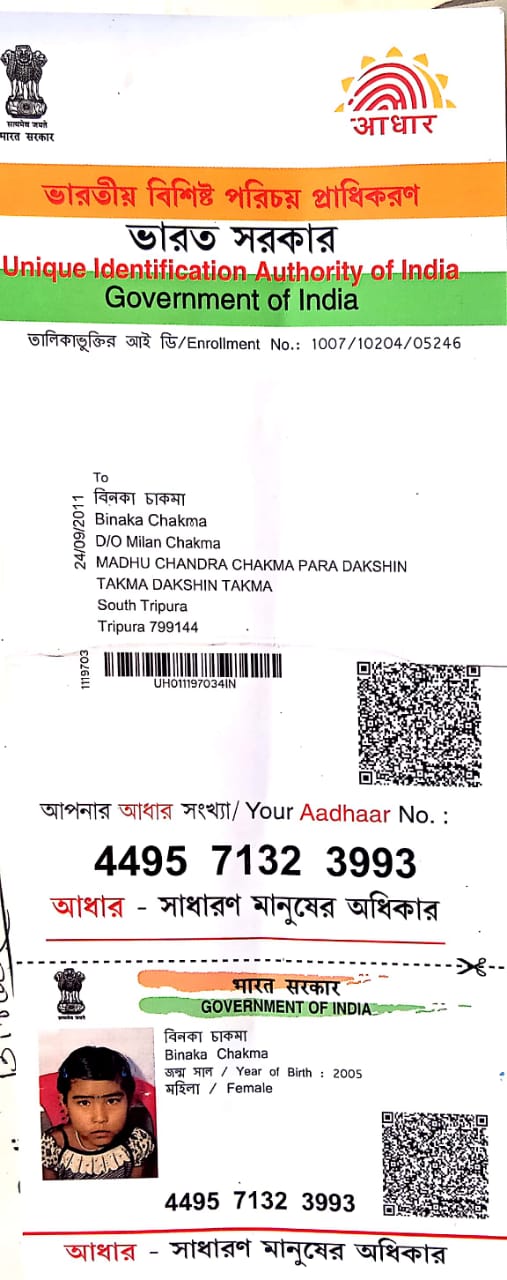 सत्यमेव जयते
भारत सरकार
आधार
ভারতীয় বিশিষ্ট পরিচয় প্রাধিকরণ
ভারত সরকার
Unique Identification Authority of India
Government of India
তালিকাভুক্তির আই ডি/Enrollment No.: 1007/10204/05246
24/09/2011
To
বিনকা চাকমা
Binaka Chakma
D/O Milan Chakma
MADHU CHANDRA CHAKMA PARA DAKSHIN
TAKMA DAKSHIN TAKMA
South Tripura
Tripura 799144
1119703
UH011197034IN
আপনার আধার সংখ্যা/ Your Aadhaar No. :
4495 7132 3993
আধার - সাধারণ মানুষের অধিকার
भारत सरकार
GOVERNMENT OF INDIA
বিনকা চাকমা
Binaka Chakma
জন্ম সাল / Year of Birth : 2005
মহিলা / Female
4495 7132 3993
আধার - সাধারণ মানুষের অধিকার